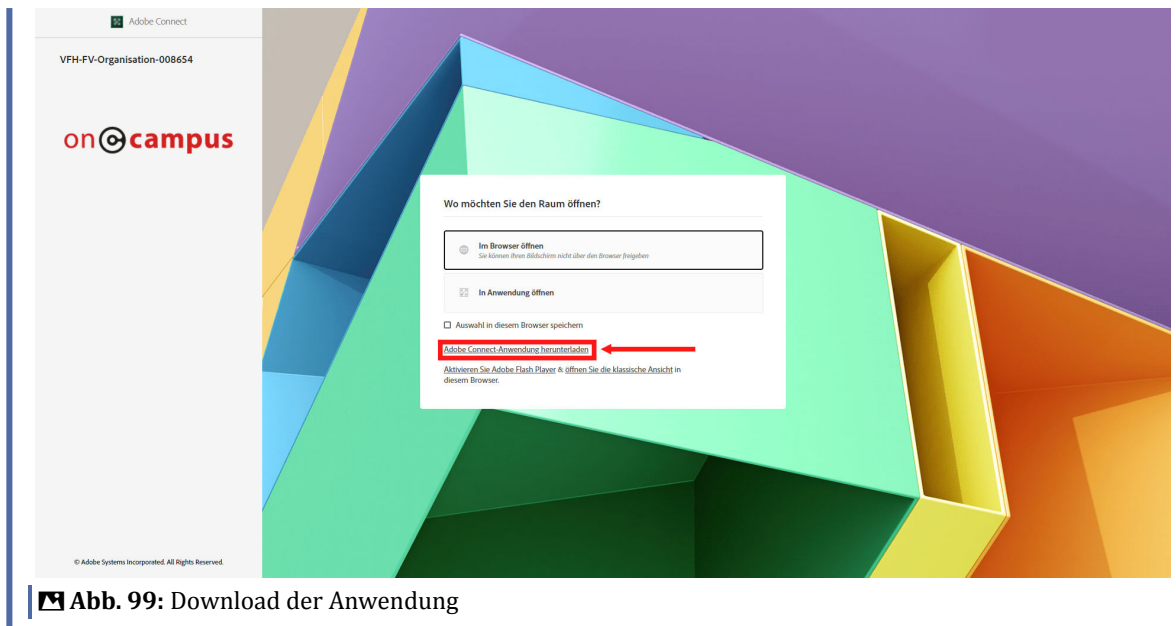 Adobe Connect
VFH-FV-Organisation-008654
on campus
Wo möchten Sie den Raum öffnen?
Im Browser öffnen
Sie können Ihren Bildschirm nicht über den Browser freigeben
In Anwendung öffnen
Auswahl in diesem Browser speichern
Adobe Connect-Anwendung herunterladen
Aktivieren Sie Adobe Flash Player & öffnen Sie die klassische Ansicht in
diesem Browser.
© Adobe Systems Incorporated. All Rights Reserved.
Abb. 99: Download der Anwendung